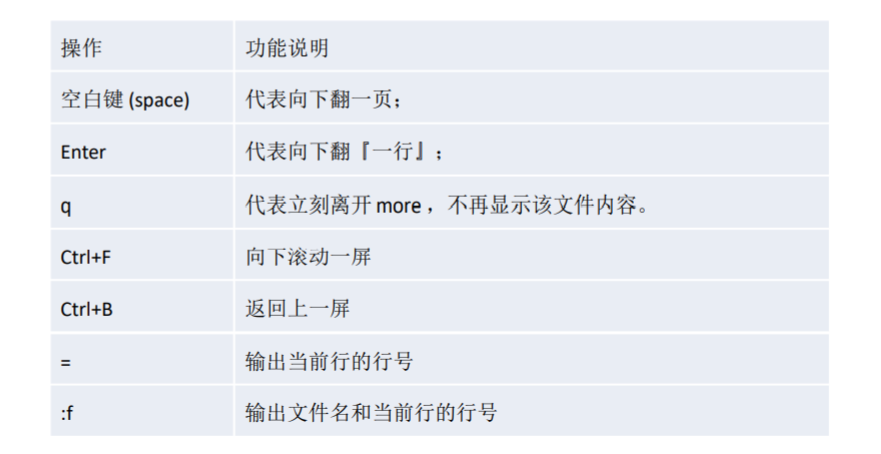 操作 功能说明
空白键 (space) 代表向下翻一页；
Enter 代表向下翻『一行』；
q 代表立刻离开 more ，不再显示该文件内容。
Ctrl+F 向下滚动一屏
Ctrl+B 返回上一屏
= 输出当前行的行号
:f 输出文件名和当前行的行号